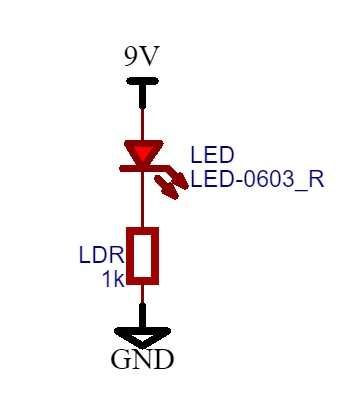 9V
LED
LED-0603_R
LDR
1k
GND